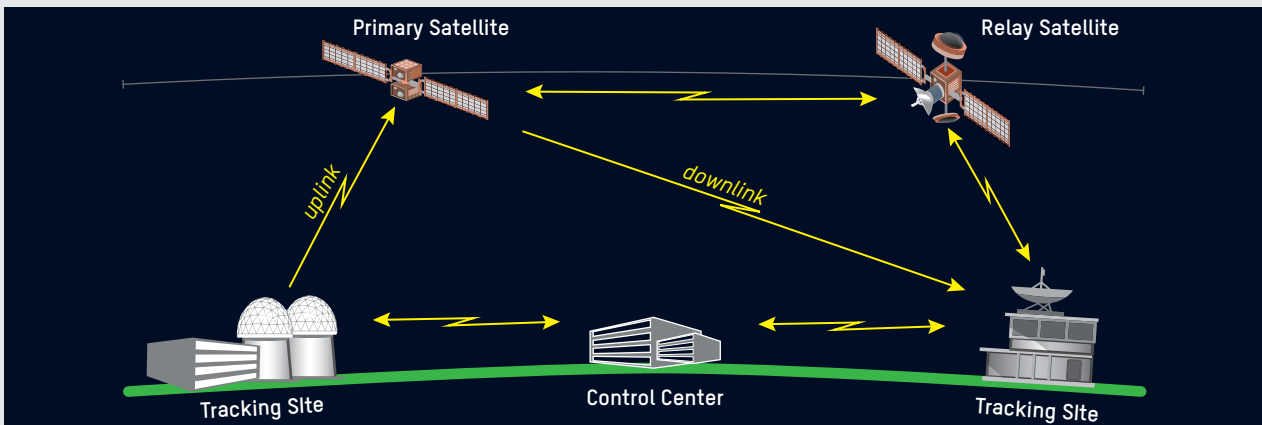 Primary Satellite
Relay Satellite
uplink
downlink
Tracking SIte
Control Center
Tracking SIte